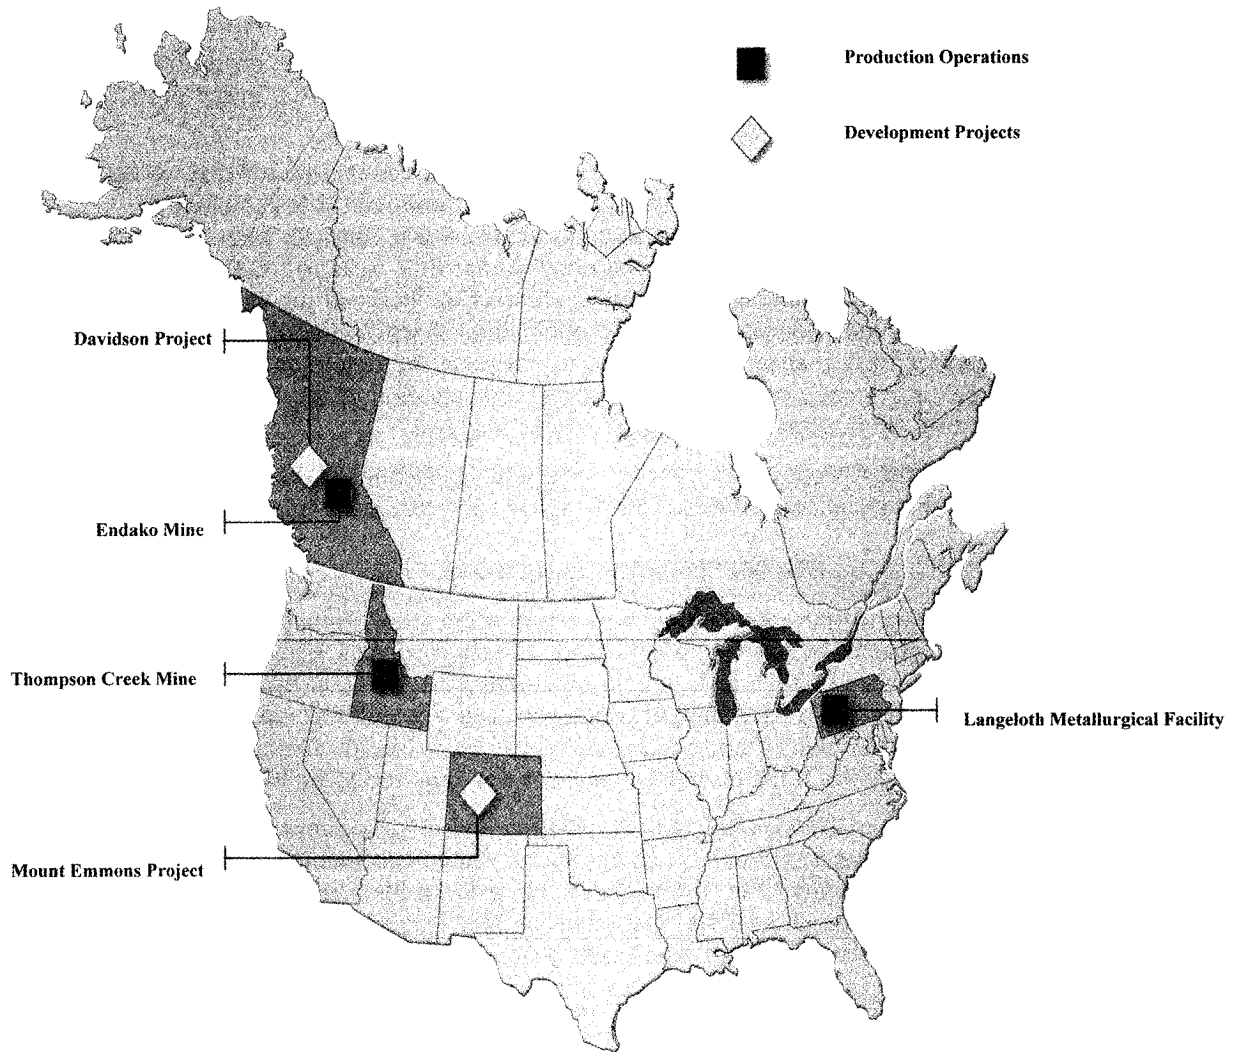 Production Operations
Development Projects
Davidson Project
Endako Mine
Thompson Creek Mine
Langeloth Metallurgical Facility
Mount Emmons Project